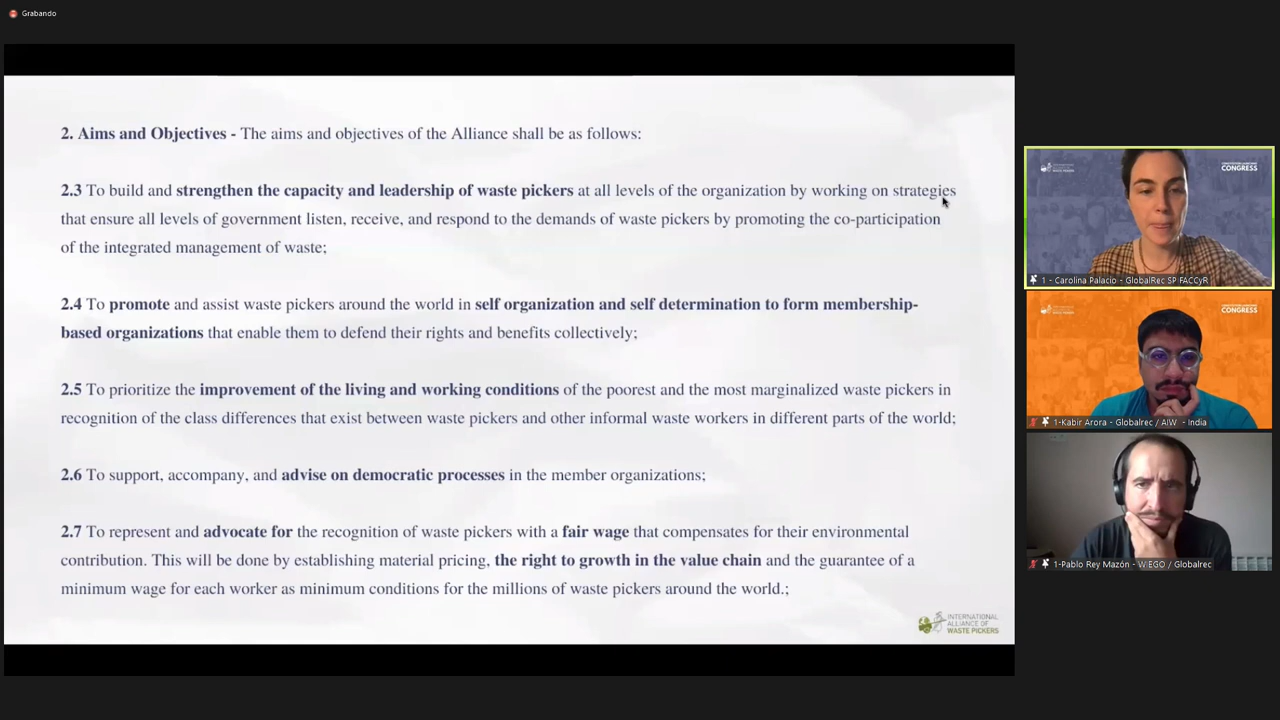 Grabando
2. Aims and Objectives - The aims and objectives of the Alliance shall be as follows:
2.3 To build and strengthen the capacity and leadership of waste pickers at all levels of the organization by working on strategies
that ensure all levels of government listen, receive, and respond to the demands of waste pickers by promoting the co-participation
of the integrated management of waste;
2.4 To promote and assist waste pickers around the world in self organization and self determination to form membership-
based organizations that enable them to defend their rights and benefits collectively;
2.5 To prioritize the improvement of the living and working conditions of the poorest and the most marginalized waste pickers in
recognition of the class differences that exist between waste pickers and other informal waste workers in different parts of the world;
2.6 To support, accompany, and advise on democratic processes in the member organizations;
2.7 To represent and advocate for the recognition of waste pickers with a fair wage that compensates for their environmental
contribution. This will be done by establishing material pricing, the right to growth in the value chain and the guarantee of a
minimum wage for each worker as minimum conditions for the millions of waste pickers around the world.;
INTERNATIONAL
ALLIANCE OF
WASTE PICKERS
CONGRESS
1 - Carolina Palacio - GlobalRec SP FACCyR
CONGRESS
1-Kabir Arora - Globalrec / AIW - India
1-Pablo Rey Mazón - WIEGO / Globalrec